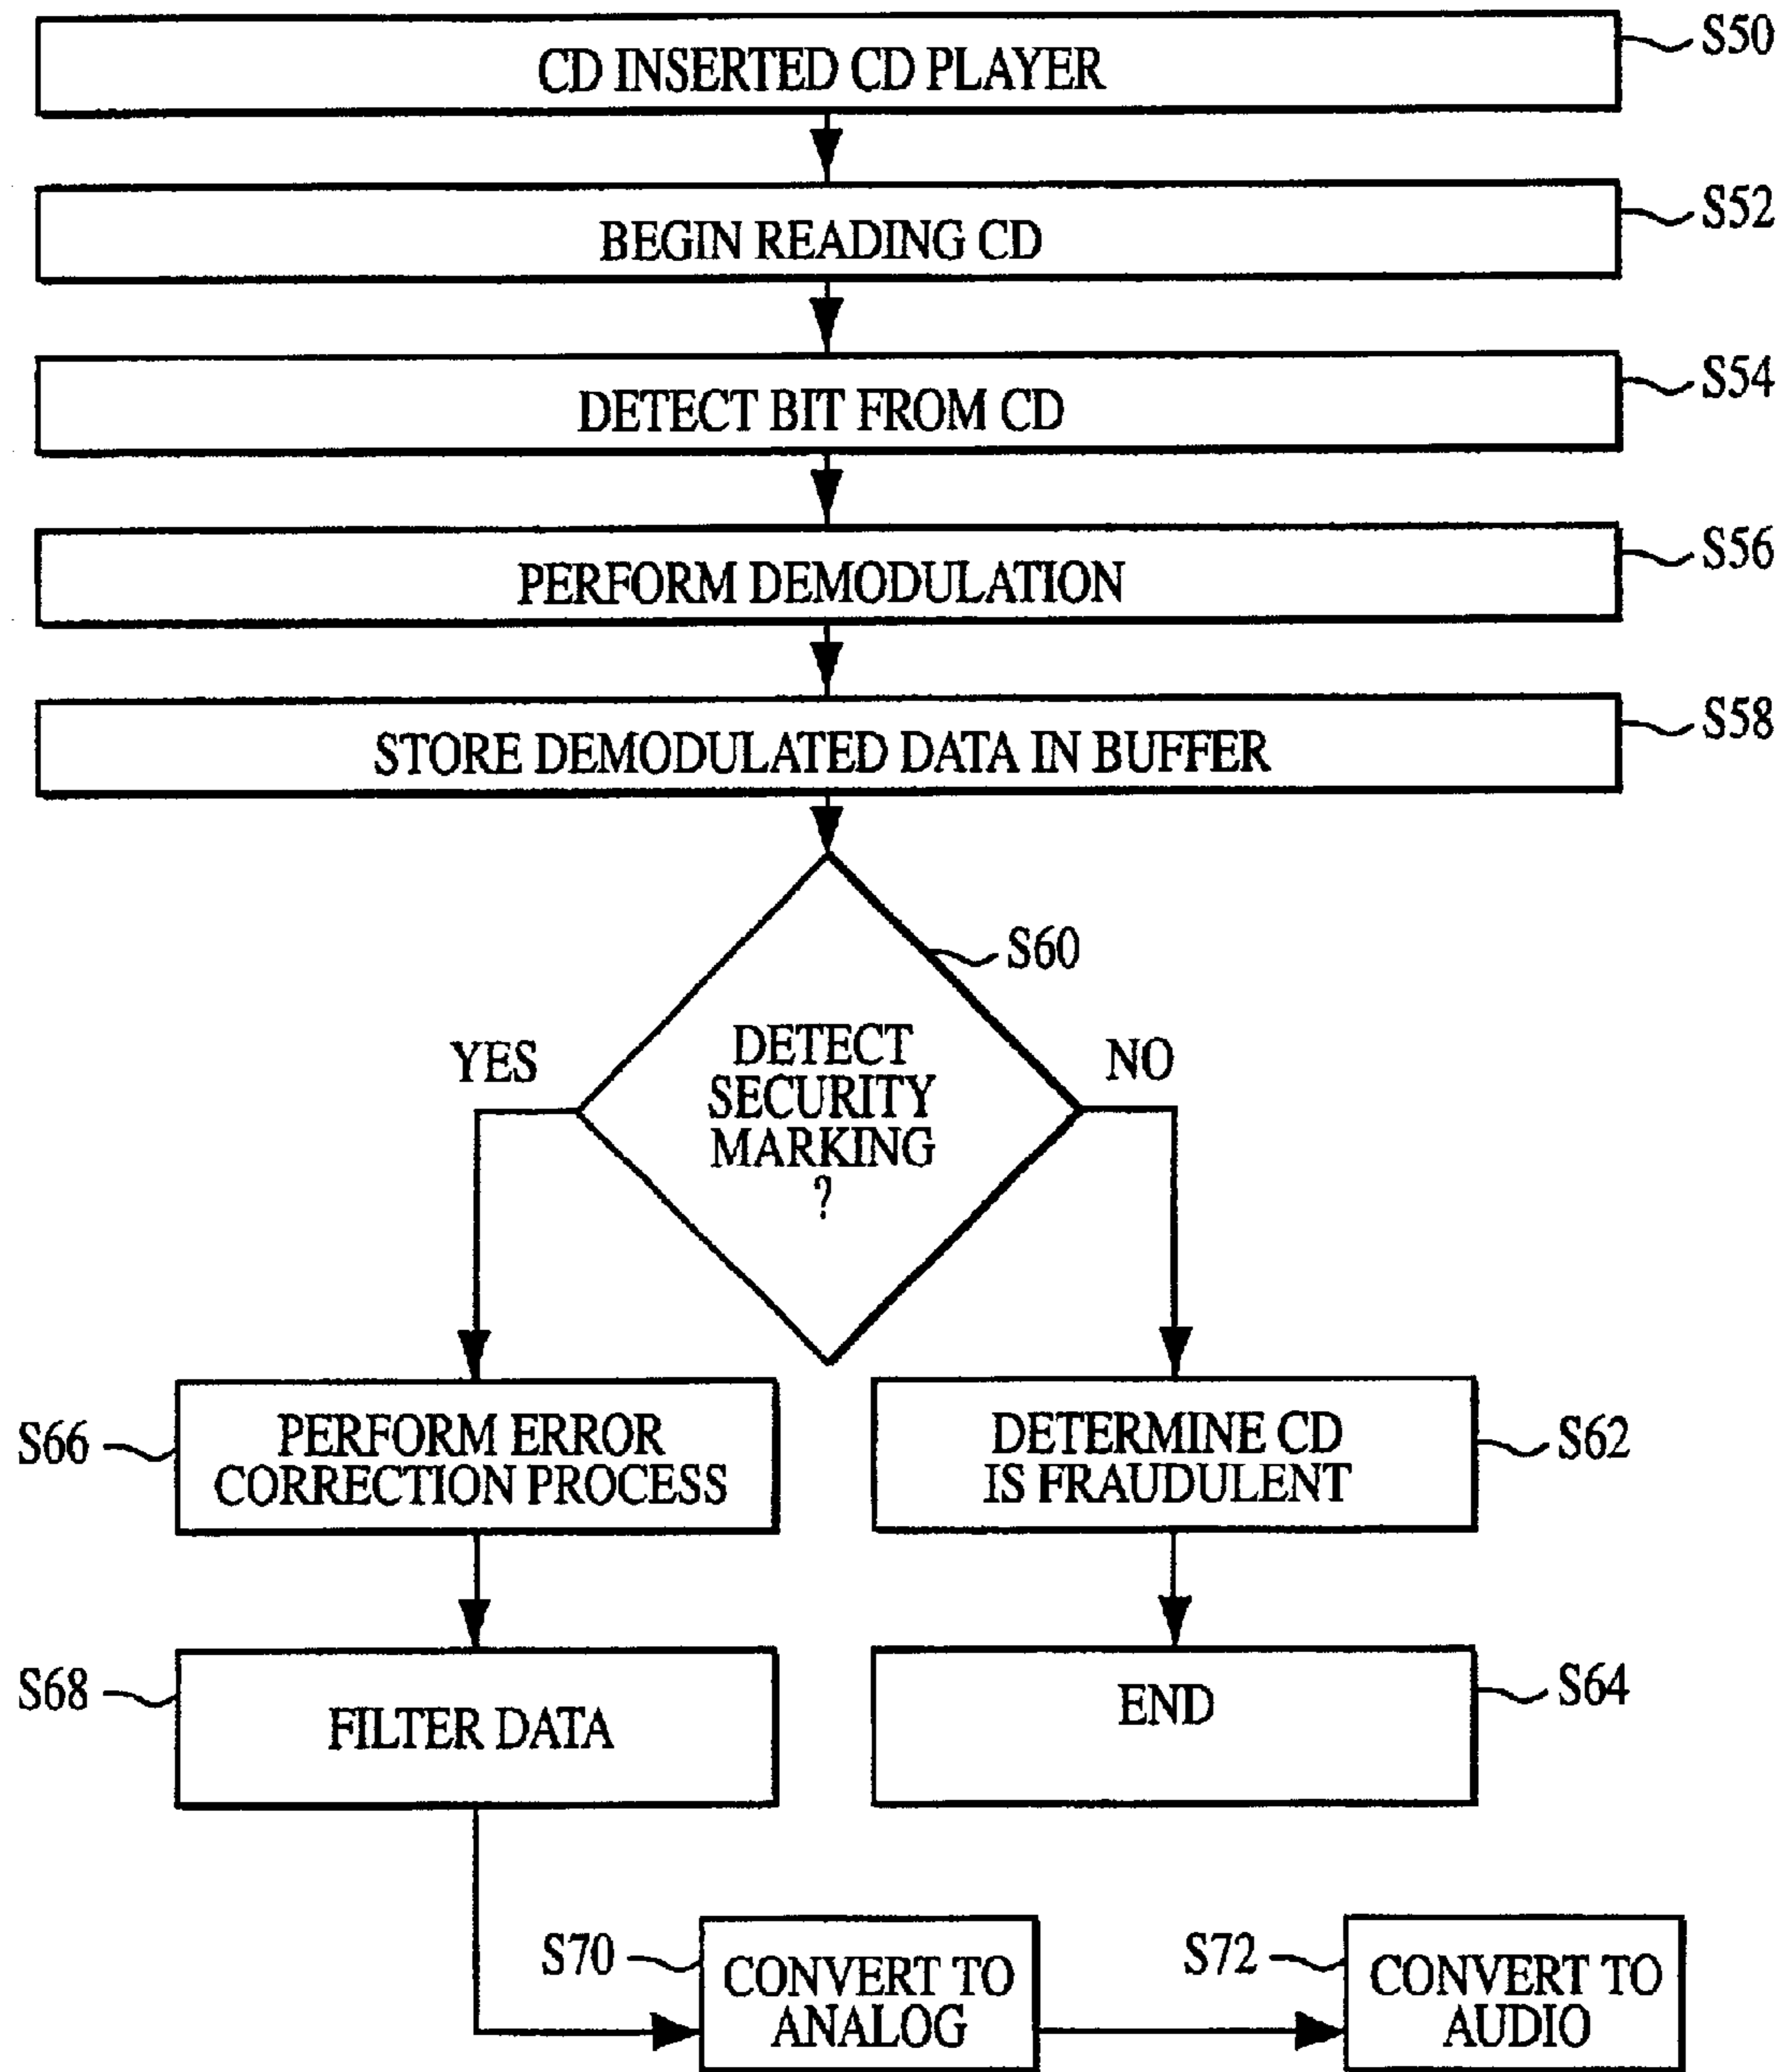 CD INSERTED CD PLAYER
S50
BEGIN READING CD
S52
DETECT BIT FROM CD
S54
PERFORM DEMODULATION
S56
STORE DEMODULATED DATA IN BUFFER
S58
S60
DETECT
SECURITY
MARKING
?
YES
NO
S66
PERFORM ERROR
CORRECTION PROCESS
DETERMINE CD
IS FRAUDULENT
S62
S68
FILTER DATA
END
S64
S70
CONVERT TO
ANALOG
S72
CONVERT TO
AUDIO